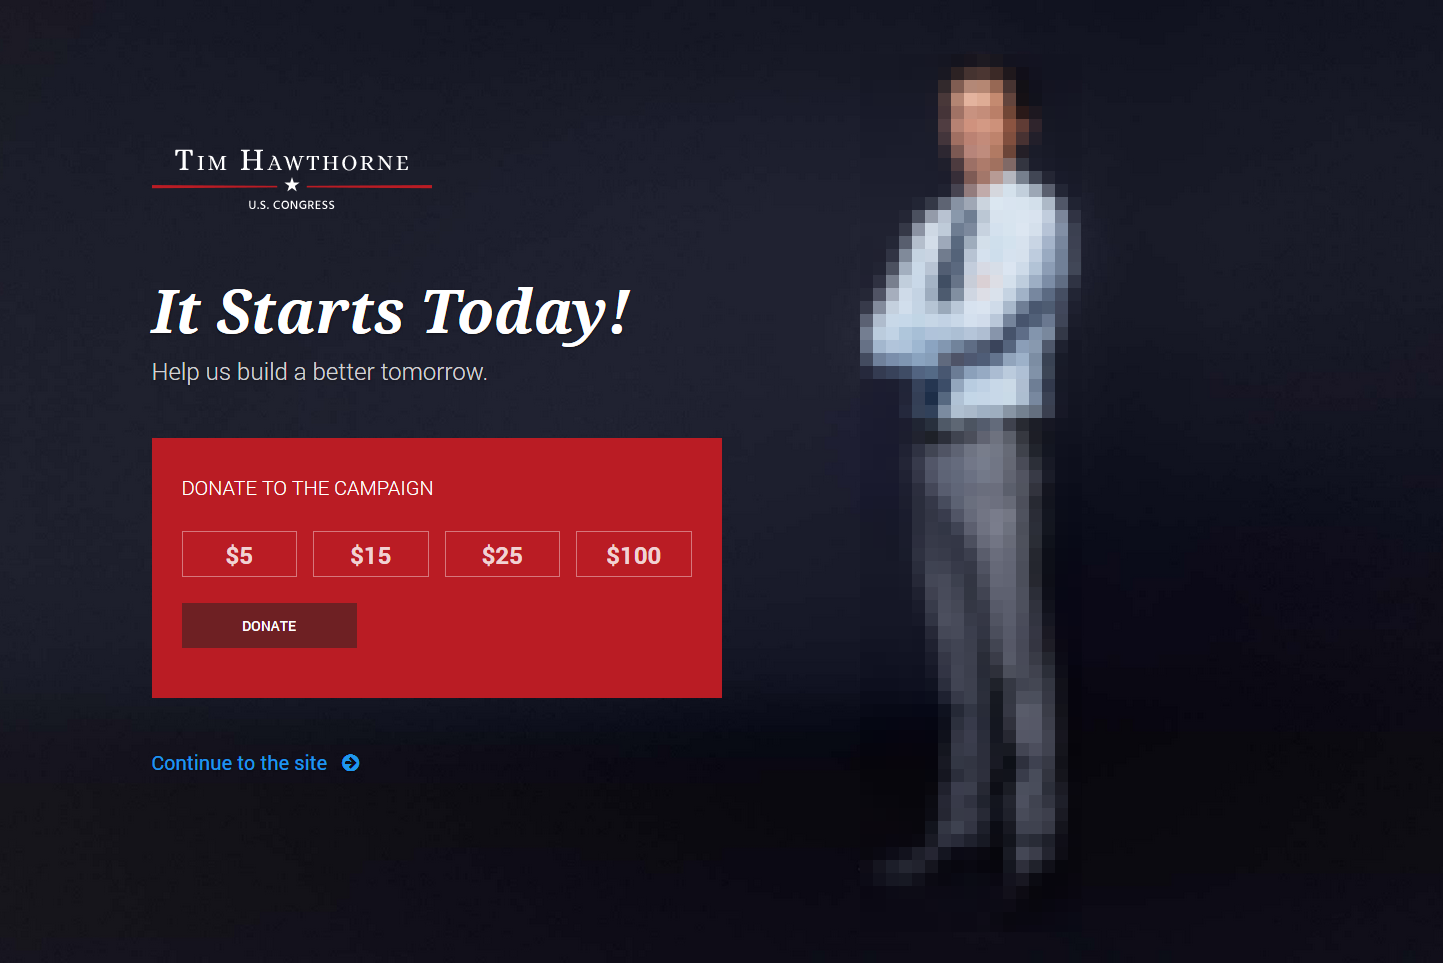 Tim Hawthorne
U.S. CONGRESS
It Starts Today!
Help us build a better tomorrow.
DONATE TO THE CAMPAIGN
$5 $15 $25 $100
DONATE
Continue to the site